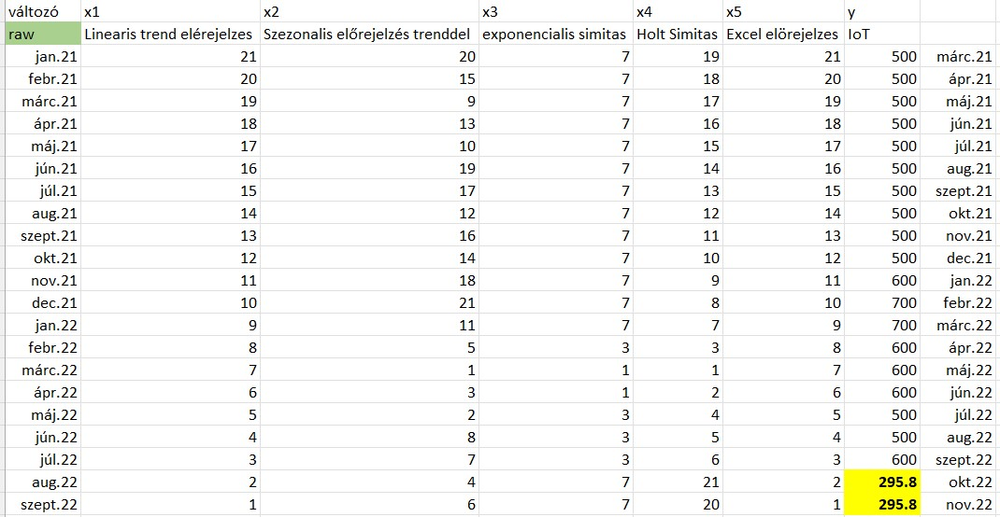 változó x1 x2 x3 x4 x5 y
raw Linearis trend elérejelzes Szezonalis előrejelzés trenddel exponencialis simitas Holt Simitas Excel elörejelzes IoT
jan.21 21 20 7 19 21 500 márc.21
febr.21 20 15 7 18 20 500 ápr.21
márc.21 19 9 7 17 19 500 máj.21
ápr.21 18 13 7 16 18 500 jún.21
máj.21 17 10 7 15 17 500 júl.21
jún.21 16 19 7 14 16 500 aug.21
júl.21 15 17 7 13 15 500 szept.21
aug.21 14 12 7 12 14 500 okt.21
szept.21 13 16 7 11 13 500 nov.21
okt.21 12 14 7 10 12 500 dec.21
nov.21 11 18 7 9 11 600 jan.22
dec.21 10 21 7 8 10 700 febr.22
jan.22 9 11 7 7 9 700 márc.22
febr.22 8 5 3 3 8 600 ápr.22
márc.22 7 1 1 1 7 600 máj.22
ápr.22 6 3 1 2 6 600 jún.22
máj.22 5 2 3 4 5 500 júl.22
jún.22 4 8 3 5 4 500 aug.22
júl.22 3 7 3 6 3 600 szept.22
aug.22 2 4 7 21 2 295.8 okt.22
szept.22 1 6 7 20 1 295.8 nov.22